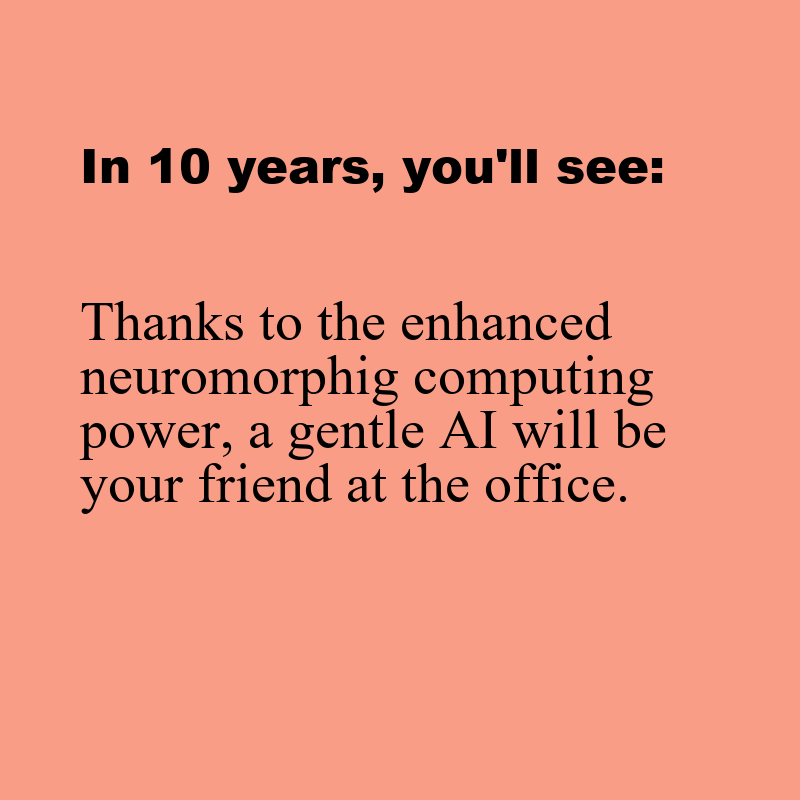 In 10 years, you'll see:
Thanks to the enhanced
neuromorphig computing
power, a gentle AI will be
your friend at the office.